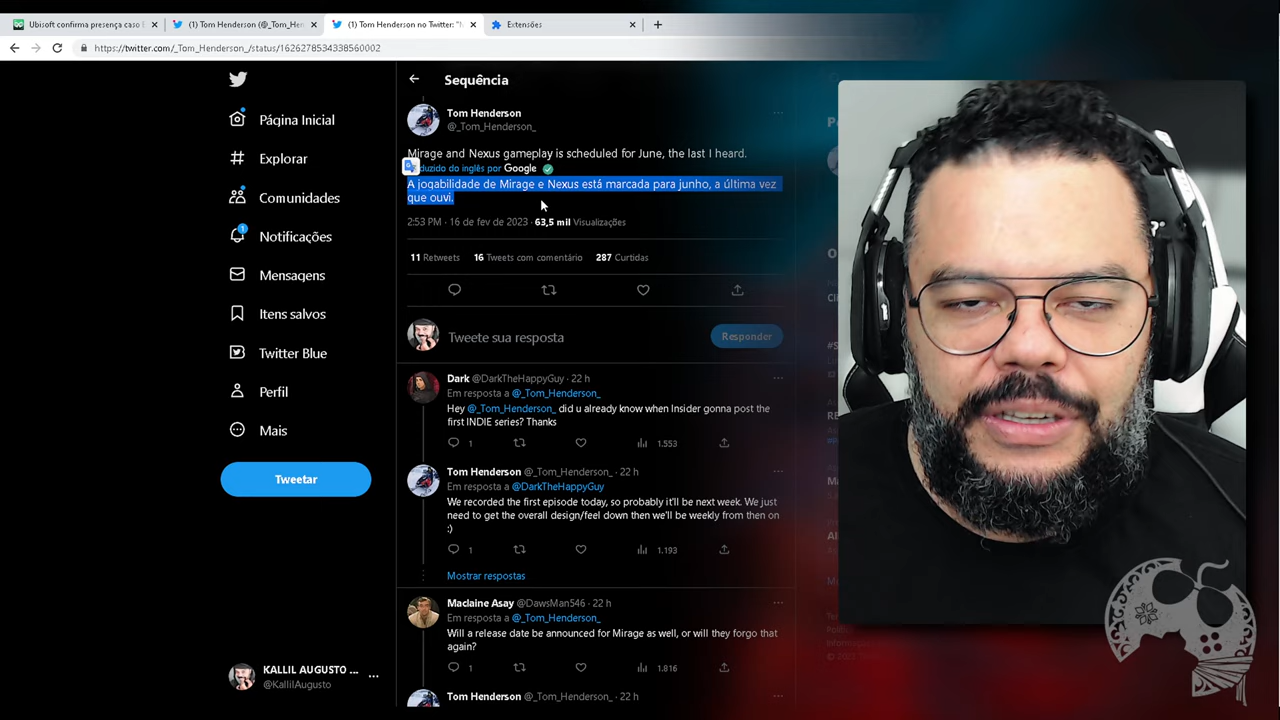 Ubisoft confirma presença caso E
(1) Tom Henderson (@_Tom_Hen
(1) Tom Henderson no Twitter: "M
Extensões
https://twitter.com/_Tom_Henderson_/status/1626278534338560002
Página Inicial
Explorar
Comunidades
1
Notificações
Mensagens
Itens salvos
Twitter Blue
Perfil
Mais
Tweetar
KALLIL AUGUSTO ...
@KallilAugusto
Sequência
Tom Henderson
@_Tom_Henderson_
Mirage and Nexus gameplay is scheduled for June, the last I heard.
duzido do inglês por Google
A jogabilidade de Mirage e Nexus está marcada para junho, a última vez
que ouvi.
2:53 PM · 16 de fev de 2023 · 63,5 mil Visualizações
11 Retweets 16 Tweets com comentário 287 Curtidas
Tweete sua resposta
Responder
Dark @DarkTheHappyGuy · 22 h
Em resposta a @_Tom_Henderson_
Hey @_Tom_Henderson_ did u already know when Insider gonna post the
first INDIE series? Thanks
1 1.553
Tom Henderson @_Tom_Henderson_ · 22 h
Em resposta a @DarkTheHappyGuy
We recorded the first episode today, so probably it'll be next week. We just
need to get the overall design/feel down then we'll be weekly from then on
:)
1 1.193
Mostrar respostas
Maclaine Asay @DawsMan546 · 22 h
Em resposta a @_Tom_Henderson_
Will a release date be announced for Mirage as well, or will they forgo that
again?
1 1.816
Tom Henderson @_Tom_Henderson_ · 22 h